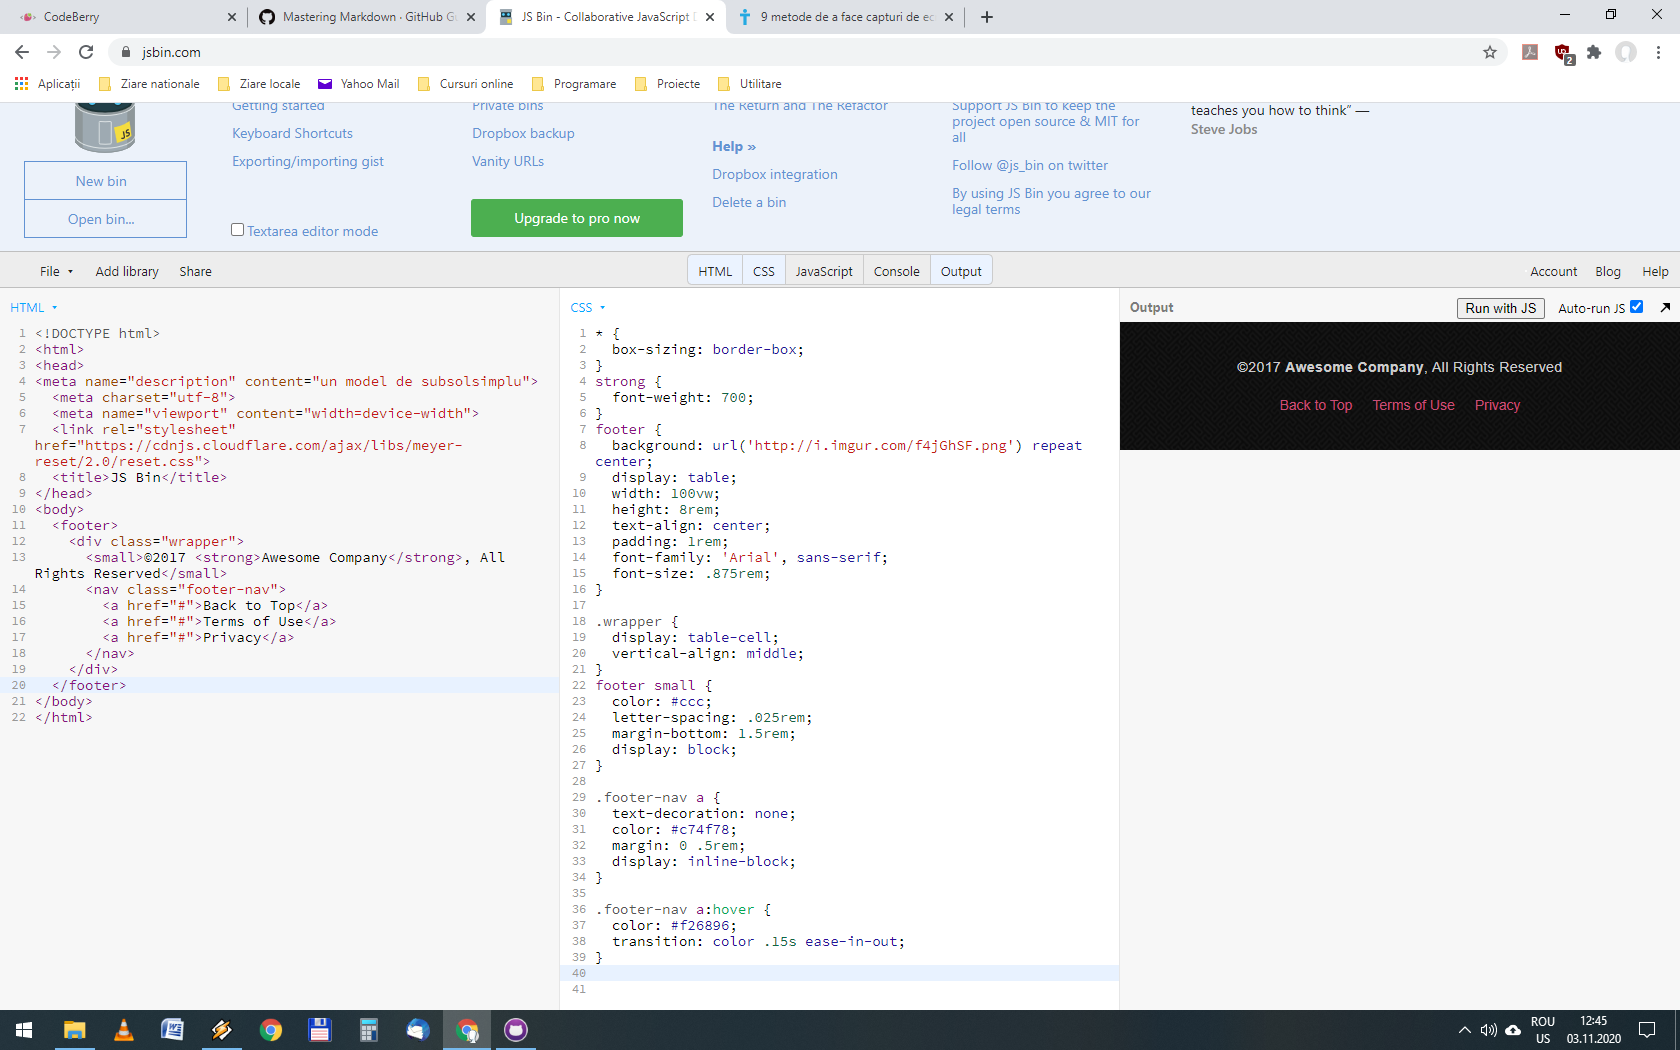 CodeBerry
Mastering Markdown · GitHub Gu
JS Bin - Collaborative JavaScript D
9 metode de a face capturi de ec
jsbin.com
2
Aplicații
Ziare nationale
Ziare locale
Yahoo Mail
Cursuri online
Programare
Proiecte
Utilitare
JS
New bin
Open bin...
Getting started
Keyboard Shortcuts
Exporting/importing gist
Textarea editor mode
Private bins
Dropbox backup
Vanity URLs
Upgrade to pro now
The Return and The Refactor
Help »
Dropbox integration
Delete a bin
Support JS Bin to keep the
project open source & MIT for
all
Follow @js_bin on twitter
By using JS Bin you agree to our
legal terms
teaches you how to think” —
Steve Jobs
File
Add library
Share
HTML
CSS
JavaScript
Console
Output
Account
Blog
Help
HTML
1 <!DOCTYPE html>
2 <html>
3 <head>
4 <meta name="description" content="un model de subsolsimplu">
5 <meta charset="utf-8">
6 <meta name="viewport" content="width=device-width">
7 <link rel="stylesheet"
href="https://cdnjs.cloudflare.com/ajax/libs/meyer-
reset/2.0/reset.css">
8 <title>JS Bin</title>
9 </head>
10 <body>
11 <footer>
12 <div class="wrapper">
13 <small>©2017 <strong>Awesome Company</strong>, All
Rights Reserved</small>
14 <nav class="footer-nav">
15 <a href="#">Back to Top</a>
16 <a href="#">Terms of Use</a>
17 <a href="#">Privacy</a>
18 </nav>
19 </div>
20 </footer>
21 </body>
22 </html>
CSS
1 * {
2 box-sizing: border-box;
3 }
4 strong {
5 font-weight: 700;
6 }
7 footer {
8 background: url('http://i.imgur.com/f4jGhSF.png') repeat
center;
9 display: table;
10 width: 100vw;
11 height: 8rem;
12 text-align: center;
13 padding: 1rem;
14 font-family: 'Arial', sans-serif;
15 font-size: .875rem;
16 }
17
18 .wrapper {
19 display: table-cell;
20 vertical-align: middle;
21 }
22 footer small {
23 color: #ccc;
24 letter-spacing: .025rem;
25 margin-bottom: 1.5rem;
26 display: block;
27 }
28
29 .footer-nav a {
30 text-decoration: none;
31 color: #c74f78;
32 margin: 0 .5rem;
33 display: inline-block;
34 }
35
36 .footer-nav a:hover {
37 color: #f26896;
38 transition: color .15s ease-in-out;
39 }
40
41
Output
Run with JS
Auto-run JS
©2017 Awesome Company, All Rights Reserved
Back to Top Terms of Use Privacy
ROU
US
12:45
03.11.2020